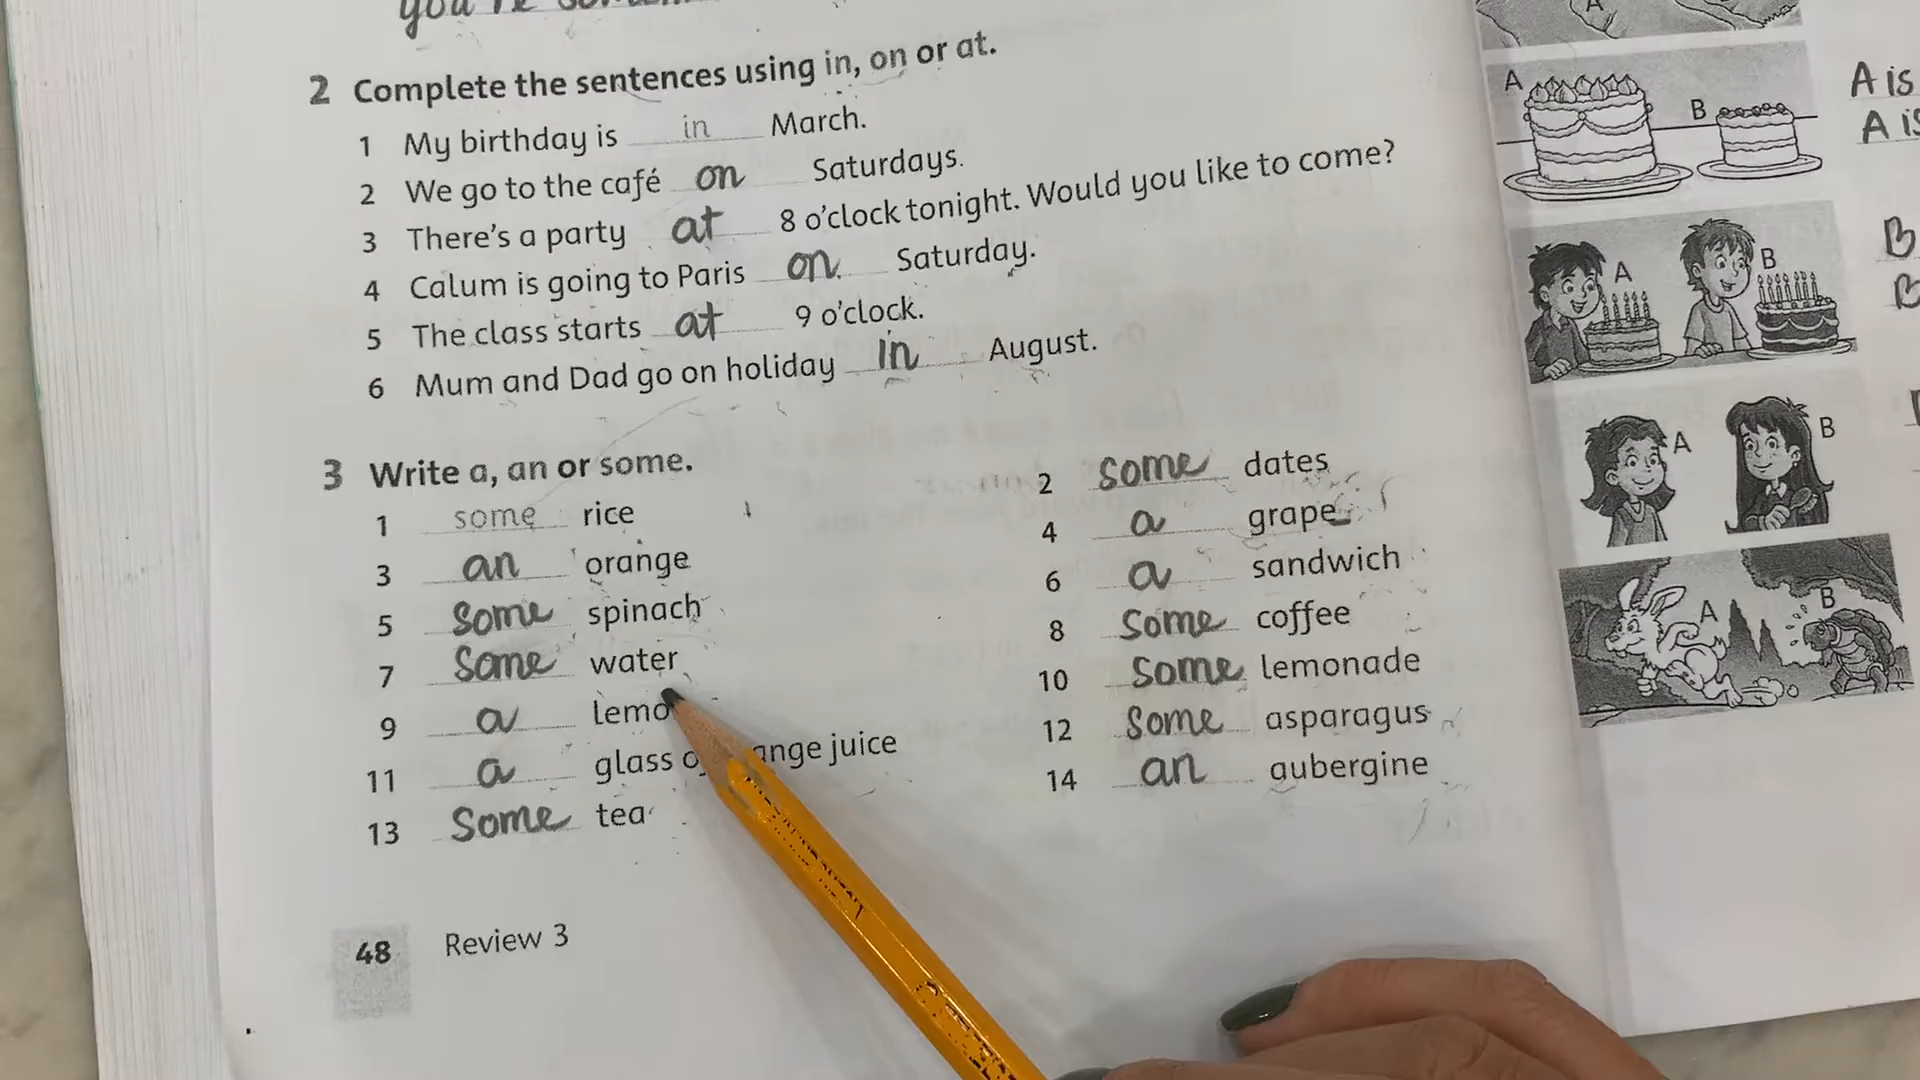 you're
2 Complete the sentences using in, on or at.
1 My birthday is in March.
2 We go to the café on Saturdays.
3 There's a party at 8 o'clock tonight. Would you like to come?
4 Calum is going to Paris on Saturday.
5 The class starts at 9 o'clock.
6 Mum and Dad go on holiday in August.
3 Write a, an or some.
1 some rice
2 some dates
3 an orange
4 a grape
5 some spinach
6 a sandwich
7 some water
8 some coffee
9 a lemo
10 some lemonade
11 a glass o ange juice
12 some asparagus
13 some tea
14 an aubergine
48 Review 3
A
A B
A is
A is
A B
B
B
A B
A B